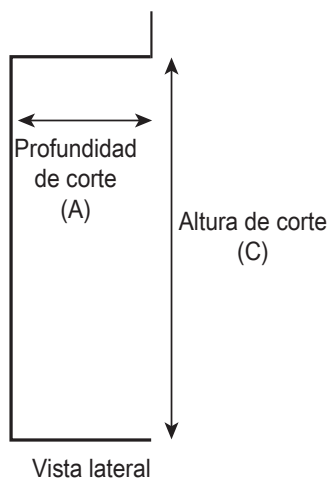 Profundidad
de corte
(A)
Altura de corte
(C)
Vista lateral